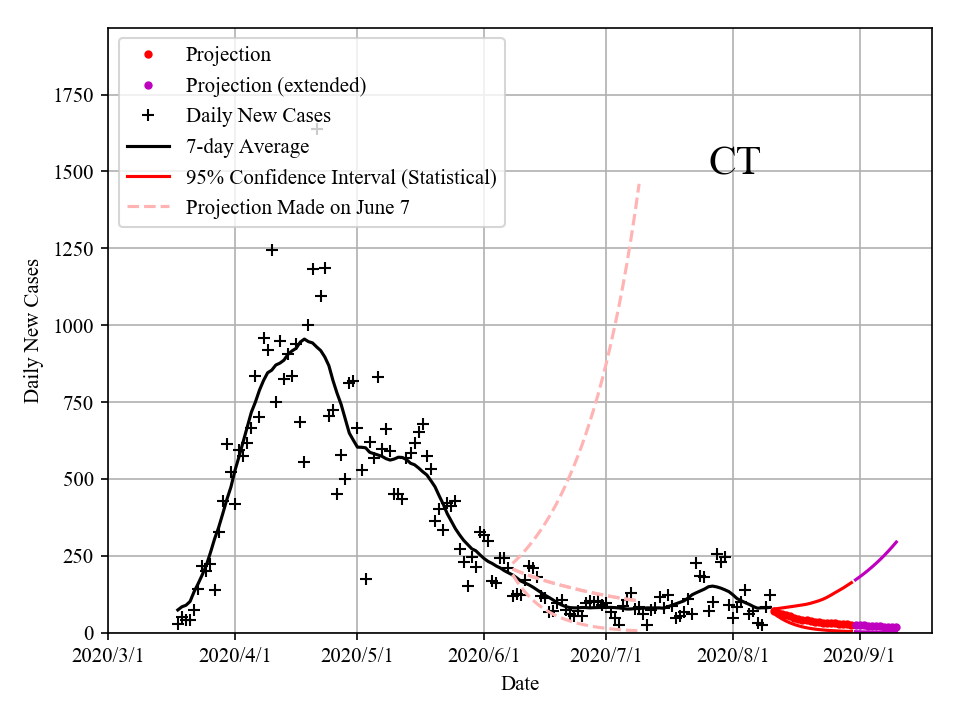 Projection
Projection (extended)
Daily New Cases
7-day Average
95% Confidence Interval (Statistical)
Projection Made on June 7
CT
1750
1500
1250
1000
750
500
250
0
Daily New Cases
2020/3/1 2020/4/1 2020/5/1 2020/6/1 2020/7/1 2020/8/1 2020/9/1
Date